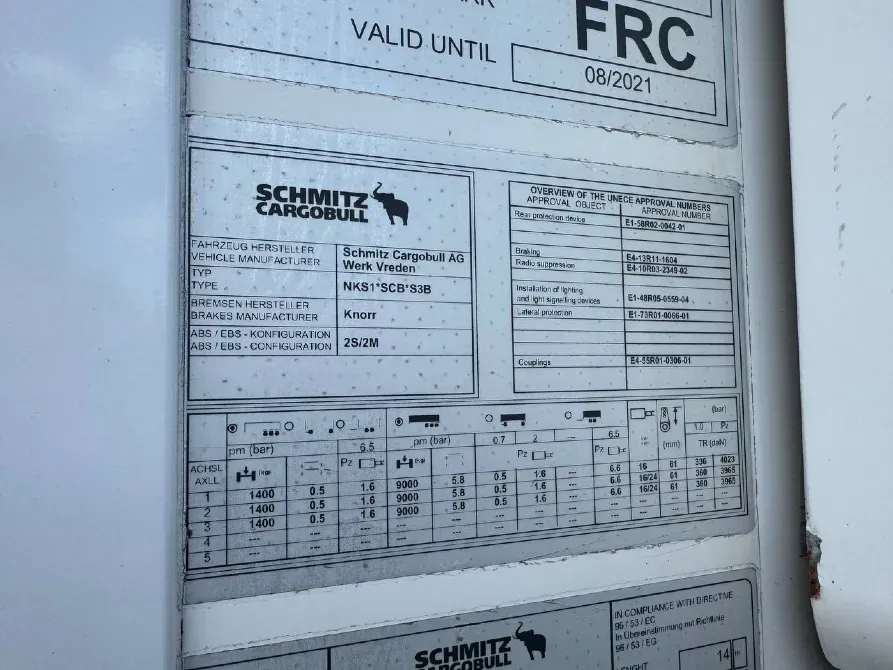 VALID UNTIL
FRC
08/2021
SCHMITZ
CARGOBULL
FAHRZEUG HERSTELLER
VEHICLE MANUFACTURER
Schmitz Cargobull AG
Werk Vreden
TYP
TYPE
NKS1*SCB*S3B
BREMSEN HERSTELLER
BRAKES MANUFACTURER
Knorr
ABS / EBS - KONFIGURATION
ABS / EBS - CONFIGURATION
2S/2M
OVERVIEW OF THE UNECE APPROVAL NUMBERS
APPROVAL OBJECT APPROVAL NUMBER
Rear protection device E1-58R02-0042-01
Braking E4-13R11-1604
Radio suppression E4-10R03-2349-02
Installation of lighting
and light signalling devices E1-48R05-0559-04
Lateral protection E1-73R01-0066-01
Couplings E4-55R01-0306-01
(bar)
pm (bar) 6.5 pm (bar) 0.7 2 --- 6.5 1.0 Pz
ACHSL (kg) Pz (kg) Pz Pz (mm) TR (daN)
AXLL
1 1400 0.5 1.6 9000 5.8 0.5 1.6 --- 6.6 16 61 336 4023
2 1400 0.5 1.6 9000 5.8 0.5 1.6 --- 6.6 16/24 61 360 3965
3 1400 0.5 1.6 9000 5.8 0.5 1.6 --- 6.6 16/24 61 360 3965
4 --- --- --- --- --- --- --- --- --- --- --- --- ---
5 --- --- --- --- --- --- --- --- --- --- --- --- ---
SCHMITZ
CARGOBULL
IN COMPLIANCE WITH DIRECTIVE
96 / 53 / EC
In Übereinstimmung mit Richtlinie
96 / 53 / EG
14 m